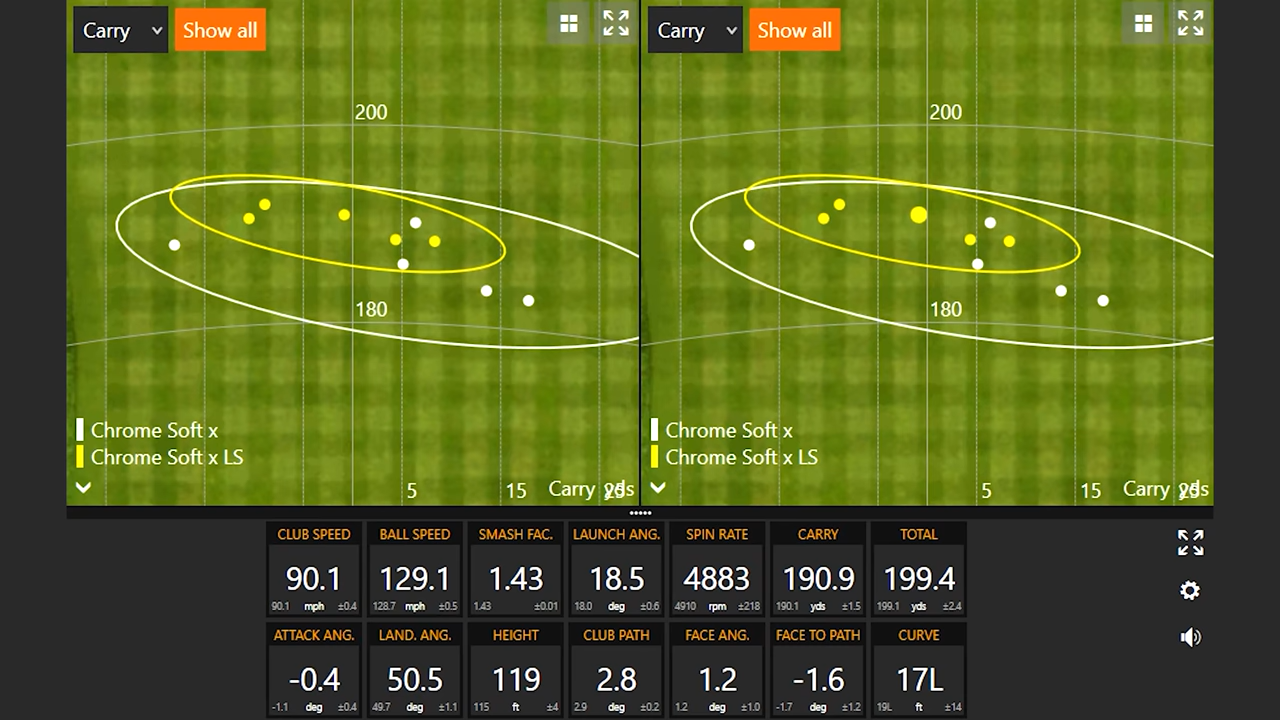 Carry Show all
Carry Show all
200
200
180
180
Chrome Soft x
Chrome Soft x LS
Chrome Soft x
Chrome Soft x LS
5 15 Carry yds
5 15 Carry yds
CLUB SPEED BALL SPEED SMASH FAC. LAUNCH ANG. SPIN RATE CARRY TOTAL
90.1 129.1 1.43 18.5 4883 190.9 199.4
90.1 mph ±0.4 128.7 mph ±0.5 1.43 ±0.01 18.0 deg ±0.6 4910 rpm ±218 190.1 yds ±1.5 199.1 yds ±2.4
ATTACK ANG. LAND. ANG. HEIGHT CLUB PATH FACE ANG. FACE TO PATH CURVE
-0.4 50.5 119 2.8 1.2 -1.6 17L
-1.1 deg ±0.4 49.7 deg ±1.1 115 ft ±4 2.9 deg ±0.2 1.2 deg ±1.0 -1.7 deg ±1.2 19L ft ±14